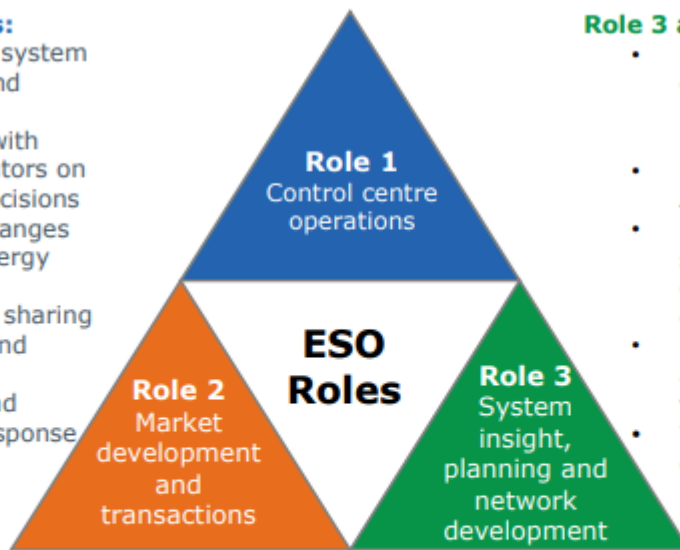 s:
system
nd
with
tors on
cisions
anges
ergy
sharing
nd
nd
sponse
Role 1
Control centre
operations
ESO
Roles
Role 2
Market
development
and
transactions
Role 3
System
insight,
planning and
network
development
Role 3 a